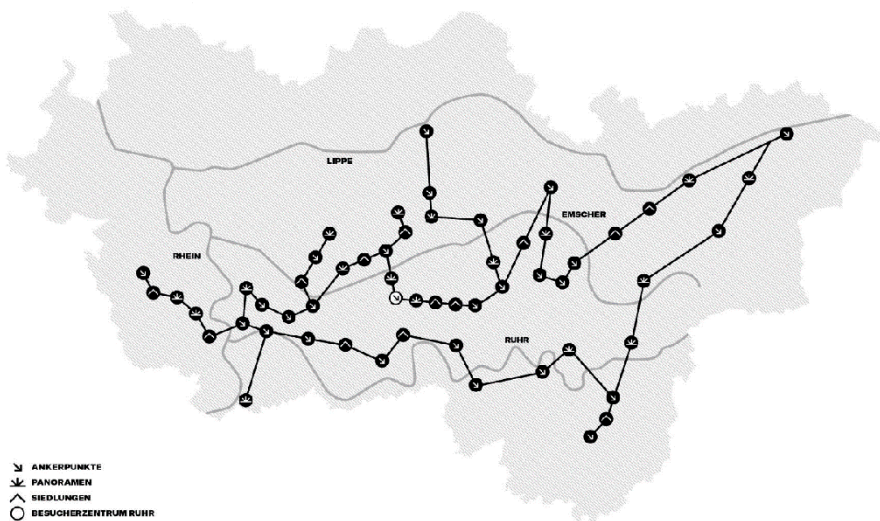 LIPPE
EMSCHER
RHEIN
RUHR
ANKERPUNKTE
PANORAMEN
SIEDLUNGEN
BESUCHERZENTRUM RUHR